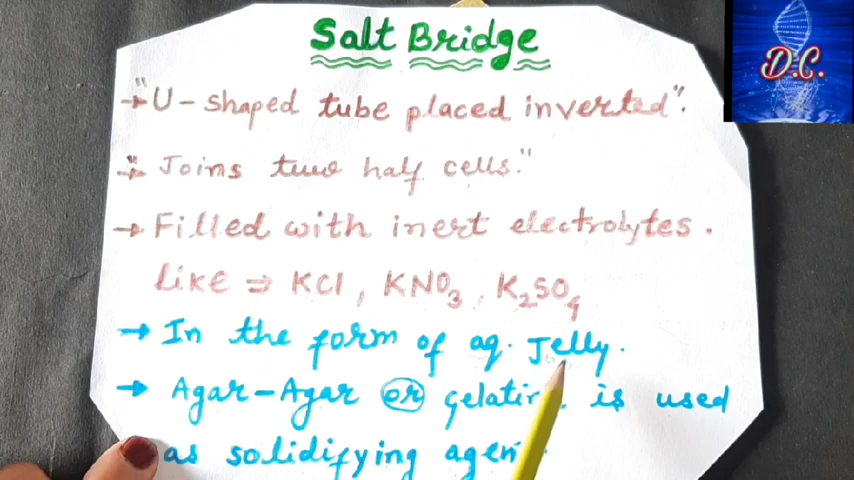 Salt Bridge
D.C.
→ "U-shaped tube placed inverted".
→ "Joins two half cells."
→ Filled with inert electrolytes.
Like ⇒ KCl, KNO₃, K₂SO₄
→ In the form of aq. Jelly.
→ Agar-Agar or gelatin is used
as solidifying agen